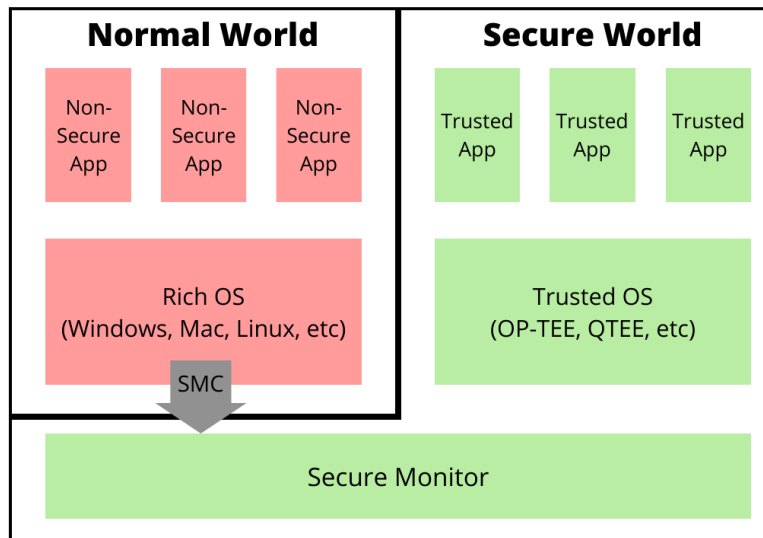 Normal World
Secure World
Non-
Secure
App
Non-
Secure
App
Non-
Secure
App
Trusted
App
Trusted
App
Trusted
App
Rich OS
(Windows, Mac, Linux, etc)
Trusted OS
(OP-TEE, QTEE, etc)
SMC
Secure Monitor